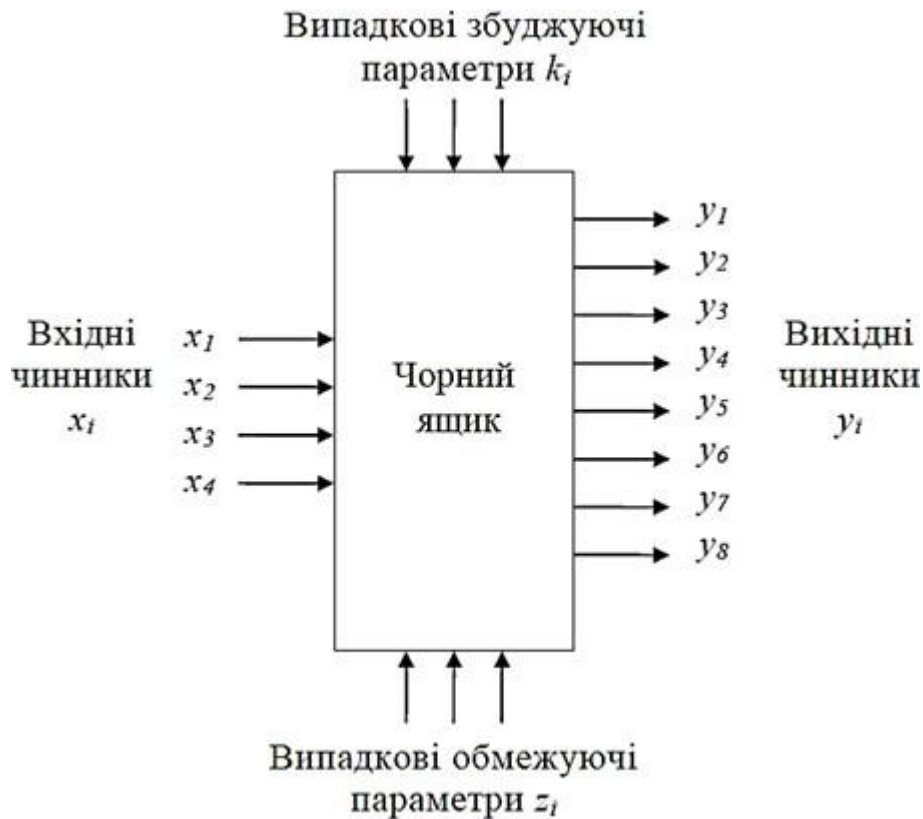 Випадкові збуджуючі
параметри ki
Вхідні
чинники
xi
x1
x2
x3
x4
Чорний
ящик
y1
y2
y3
y4
y5
y6
y7
y8
Вихідні
чинники
yi
Випадкові обмежуючі
параметри zi